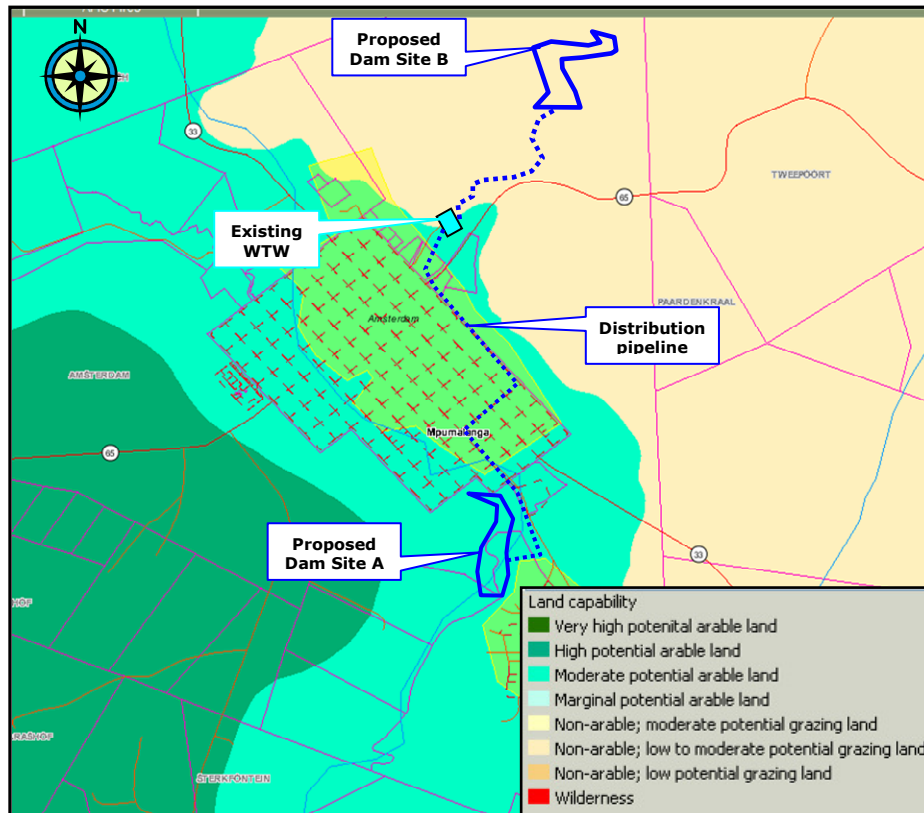 Proposed
Dam Site B
33
TWEEPOORT
65
Existing
WTW
PAARDENKRAAL
Amsterdam
Distribution
pipeline
AMSTERDAM
Mpumalanga
65
Proposed
Dam Site A
33
Land capability
Very high potenital arable land
High potential arable land
Moderate potential arable land
Marginal potential arable land
Non-arable; moderate potential grazing land
Non-arable; low to moderate potential grazing land
Non-arable; low potential grazing land
Wilderness
STERKFONTEIN